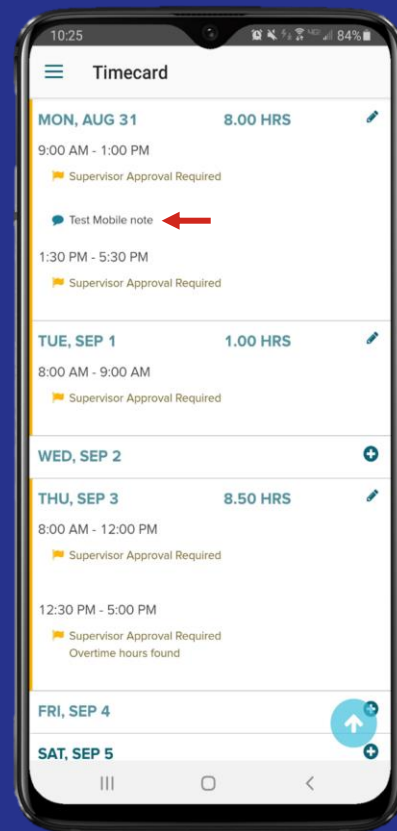 10:25
84%
Timecard
MON, AUG 31 8.00 HRS
9:00 AM - 1:00 PM
Supervisor Approval Required
Test Mobile note
1:30 PM - 5:30 PM
Supervisor Approval Required
TUE, SEP 1 1.00 HRS
8:00 AM - 9:00 AM
Supervisor Approval Required
WED, SEP 2
THU, SEP 3 8.50 HRS
8:00 AM - 12:00 PM
Supervisor Approval Required
12:30 PM - 5:00 PM
Supervisor Approval Required
Overtime hours found
FRI, SEP 4
SAT, SEP 5